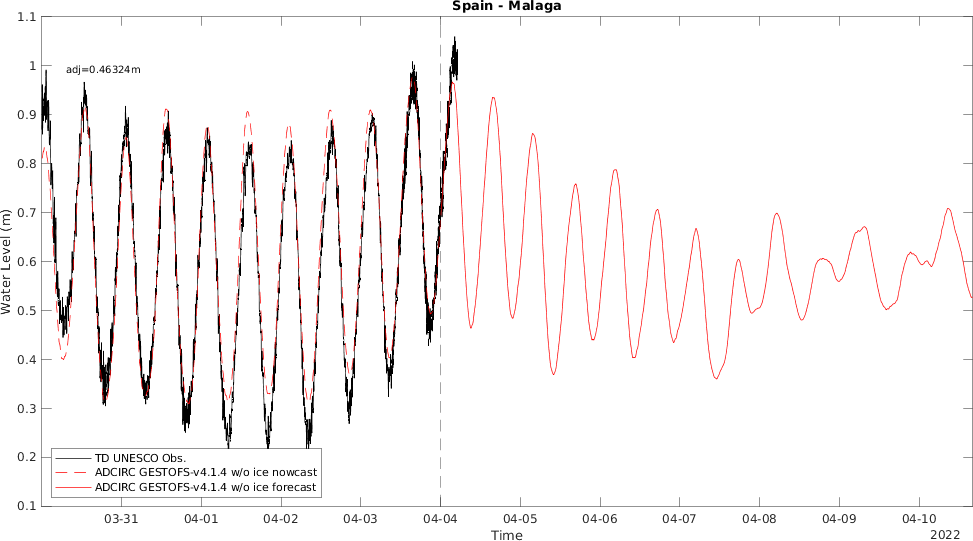 Spain - Malaga
1.1
1
0.9
0.8
0.7
0.6
0.5
0.4
0.3
0.2
0.1
Water Level (m)
adj=0.46324m
TD UNESCO Obs.
ADCIRC GESTOFS-v4.1.4 w/o ice nowcast
ADCIRC GESTOFS-v4.1.4 w/o ice forecast
03-31 04-01 04-02 04-03 04-04 04-05 04-06 04-07 04-08 04-09 04-10
Time
2022